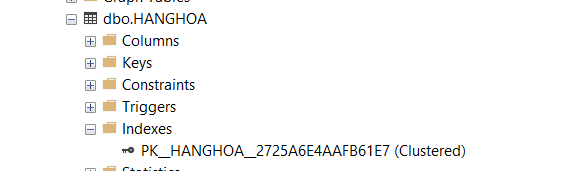 dbo.HANGHOA
Columns
Keys
Constraints
Triggers
Indexes
PK__HANGHOA__2725A6E4AAFB61E7 (Clustered)